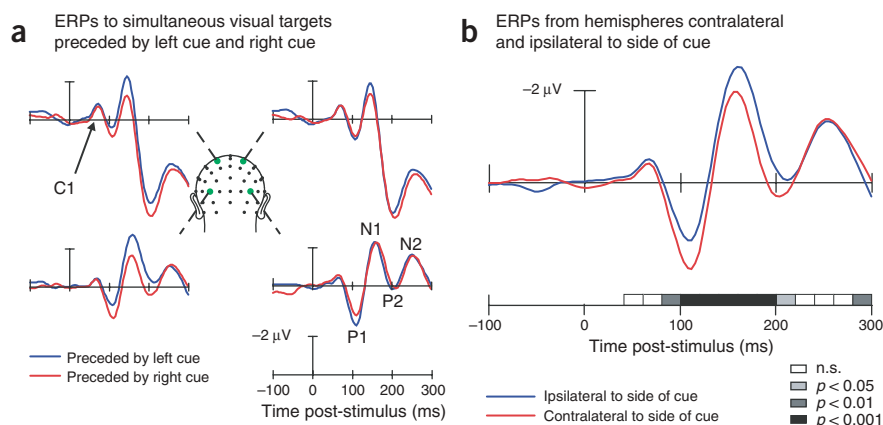 a
ERPs to simultaneous visual targets
preceded by left cue and right cue
C1
N1
N2
P2
P1
−2 μV
Preceded by left cue
Preceded by right cue
−100 0 100 200 300
Time post-stimulus (ms)
b
ERPs from hemispheres contralateral
and ipsilateral to side of cue
−2 μV
−100 0 100 200 300
Time post-stimulus (ms)
Ipsilateral to side of cue
Contralateral to side of cue
n.s.
p < 0.05
p < 0.01
p < 0.001